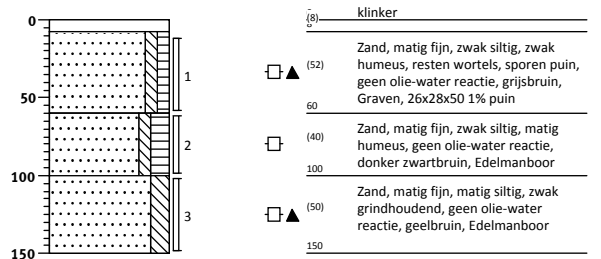 0
50
100
150
1
2
3
(8)
klinker
(52)
Zand, matig fijn, zwak siltig, zwak
humeus, resten wortels, sporen puin,
geen olie-water reactie, grijsbruin,
Graven, 26x28x50 1% puin
60
(40)
Zand, matig fijn, zwak siltig, matig
humeus, geen olie-water reactie,
donker zwartbruin, Edelmanboor
100
(50)
Zand, matig fijn, matig siltig, zwak
grindhoudend, geen olie-water
reactie, geelbruin, Edelmanboor
150